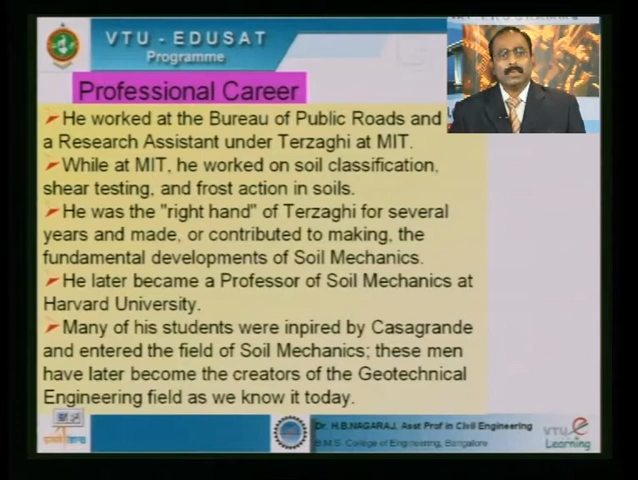 VTU - EDUSAT
Programme
Professional Career
He worked at the Bureau of Public Roads and
a Research Assistant under Terzaghi at MIT.
While at MIT, he worked on soil classification,
shear testing, and frost action in soils.
He was the "right hand" of Terzaghi for several
years and made, or contributed to making, the
fundamental developments of Soil Mechanics.
He later became a Professor of Soil Mechanics at
Harvard University.
Many of his students were inpired by Casagrande
and entered the field of Soil Mechanics; these men
have later become the creators of the Geotechnical
Engineering field as we know it today.
Dr. H.B.NAGARAJ, Asst Prof in Civil Engineering
B.M.S. College of Engineering, Bangalore
VTU e
Learning